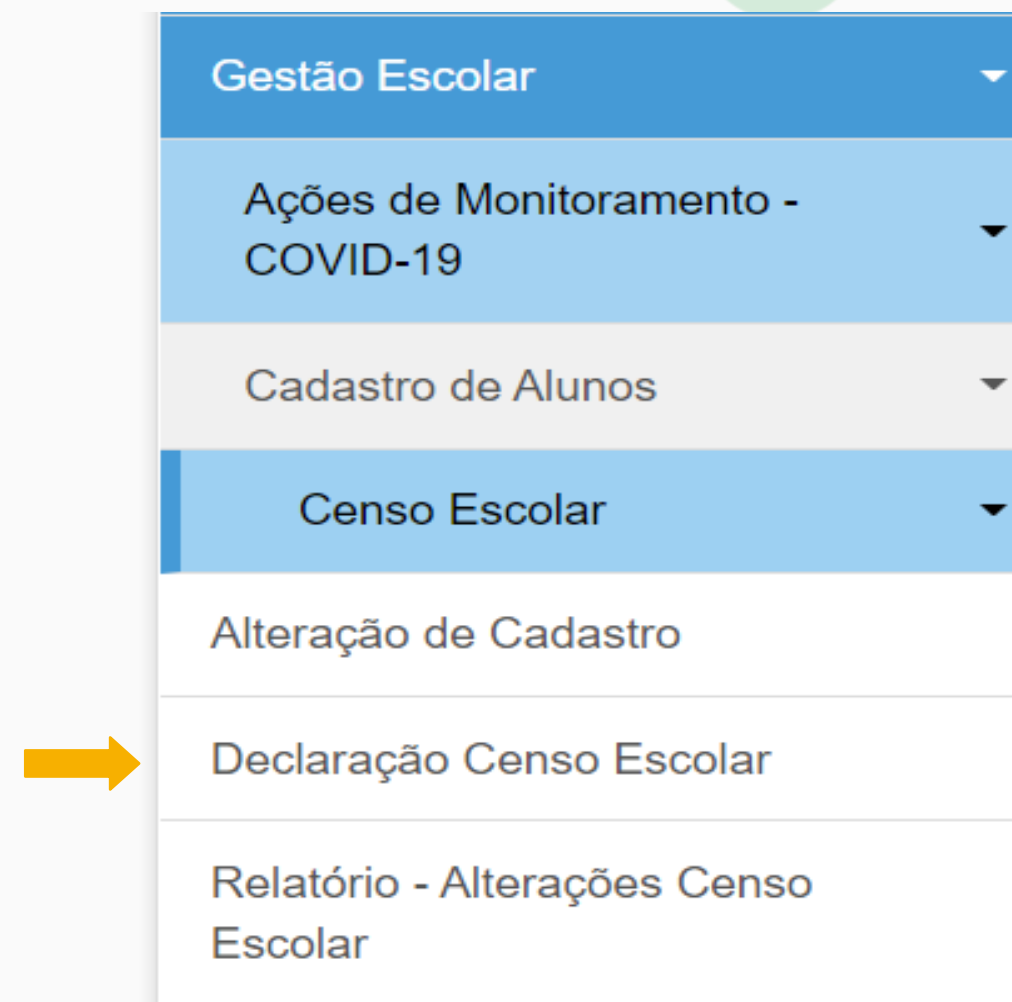 Gestão Escolar
Ações de Monitoramento -
COVID-19
Cadastro de Alunos
Censo Escolar
Alteração de Cadastro
Declaração Censo Escolar
Relatório - Alterações Censo
Escolar